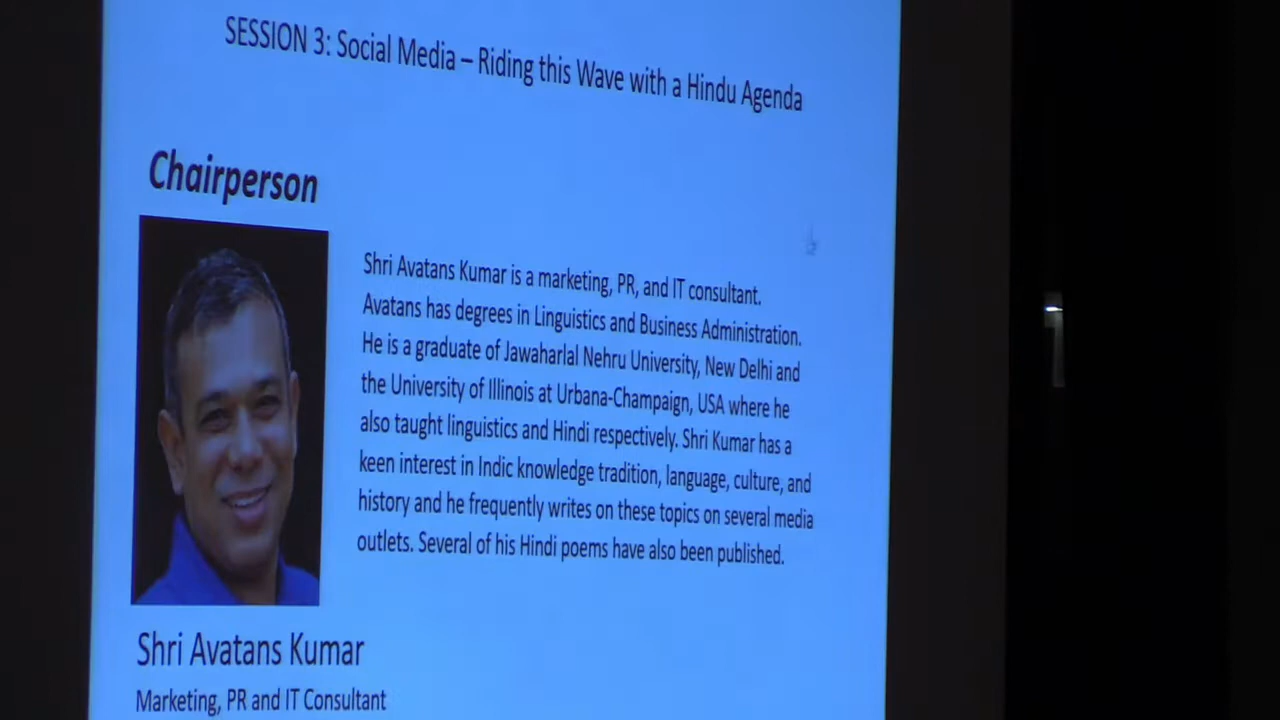 SESSION 3: Social Media – Riding this Wave with a Hindu Agenda
Chairperson
Shri Avatans Kumar is a marketing, PR, and IT consultant.
Avatans has degrees in Linguistics and Business Administration.
He is a graduate of Jawaharlal Nehru University, New Delhi and
the University of Illinois at Urbana-Champaign, USA where he
also taught linguistics and Hindi respectively. Shri Kumar has a
keen interest in Indic knowledge tradition, language, culture, and
history and he frequently writes on these topics on several media
outlets. Several of his Hindi poems have also been published.
Shri Avatans Kumar
Marketing, PR and IT Consultant